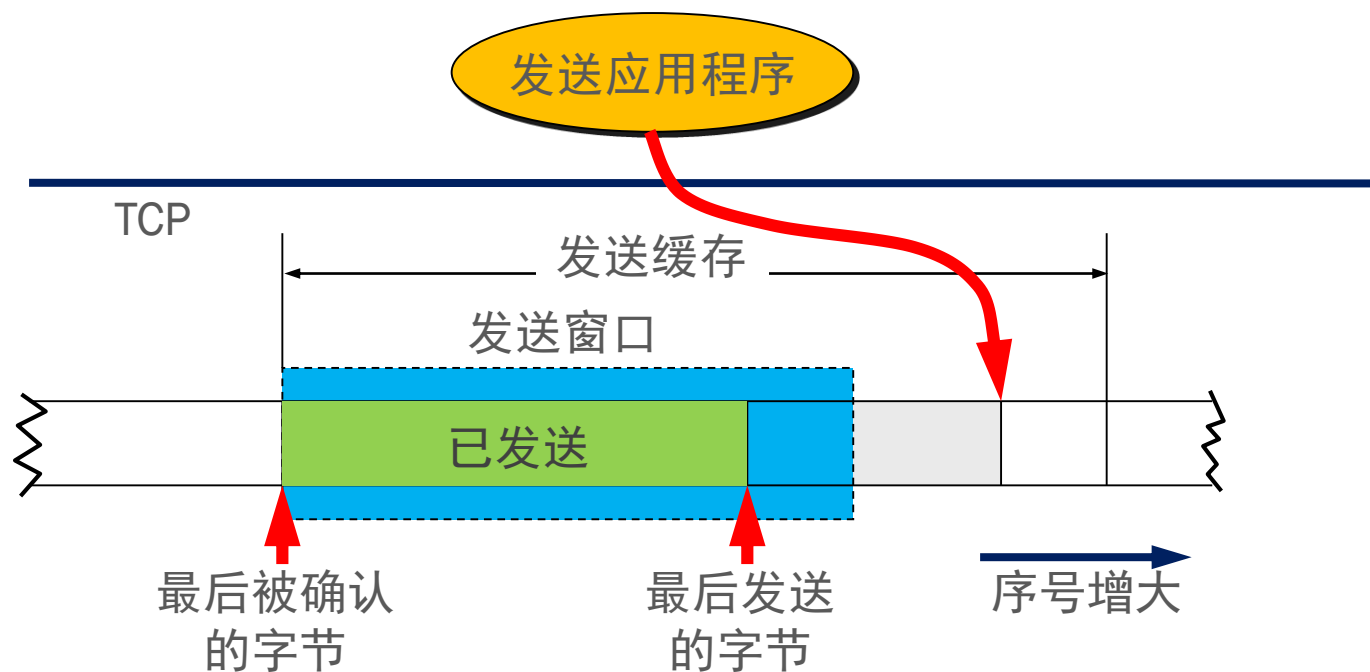 发送应用程序
TCP
发送缓存
发送窗口
已发送
最后被确认
的字节
最后发送
的字节
序号增大